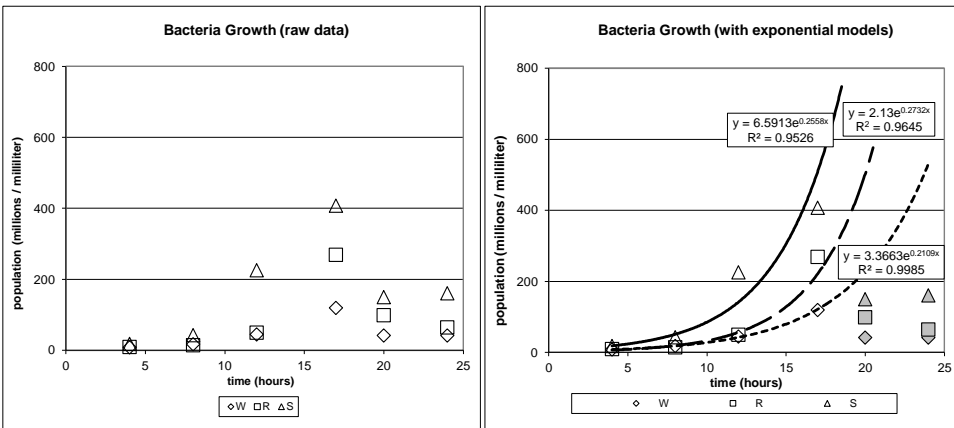 Bacteria Growth (raw data)
800
600
400
200
0
0 5 10 15 20 25
population (millions / milliliter)
time (hours)
W R S
Bacteria Growth (with exponential models)
800
600
400
200
0
0 5 10 15 20 25
population (millions / milliliter)
time (hours)
y = 6.5913e^0.2558x
R² = 0.9526
y = 2.13e^0.2732x
R² = 0.9645
y = 3.3663e^0.2109x
R² = 0.9985
W R S